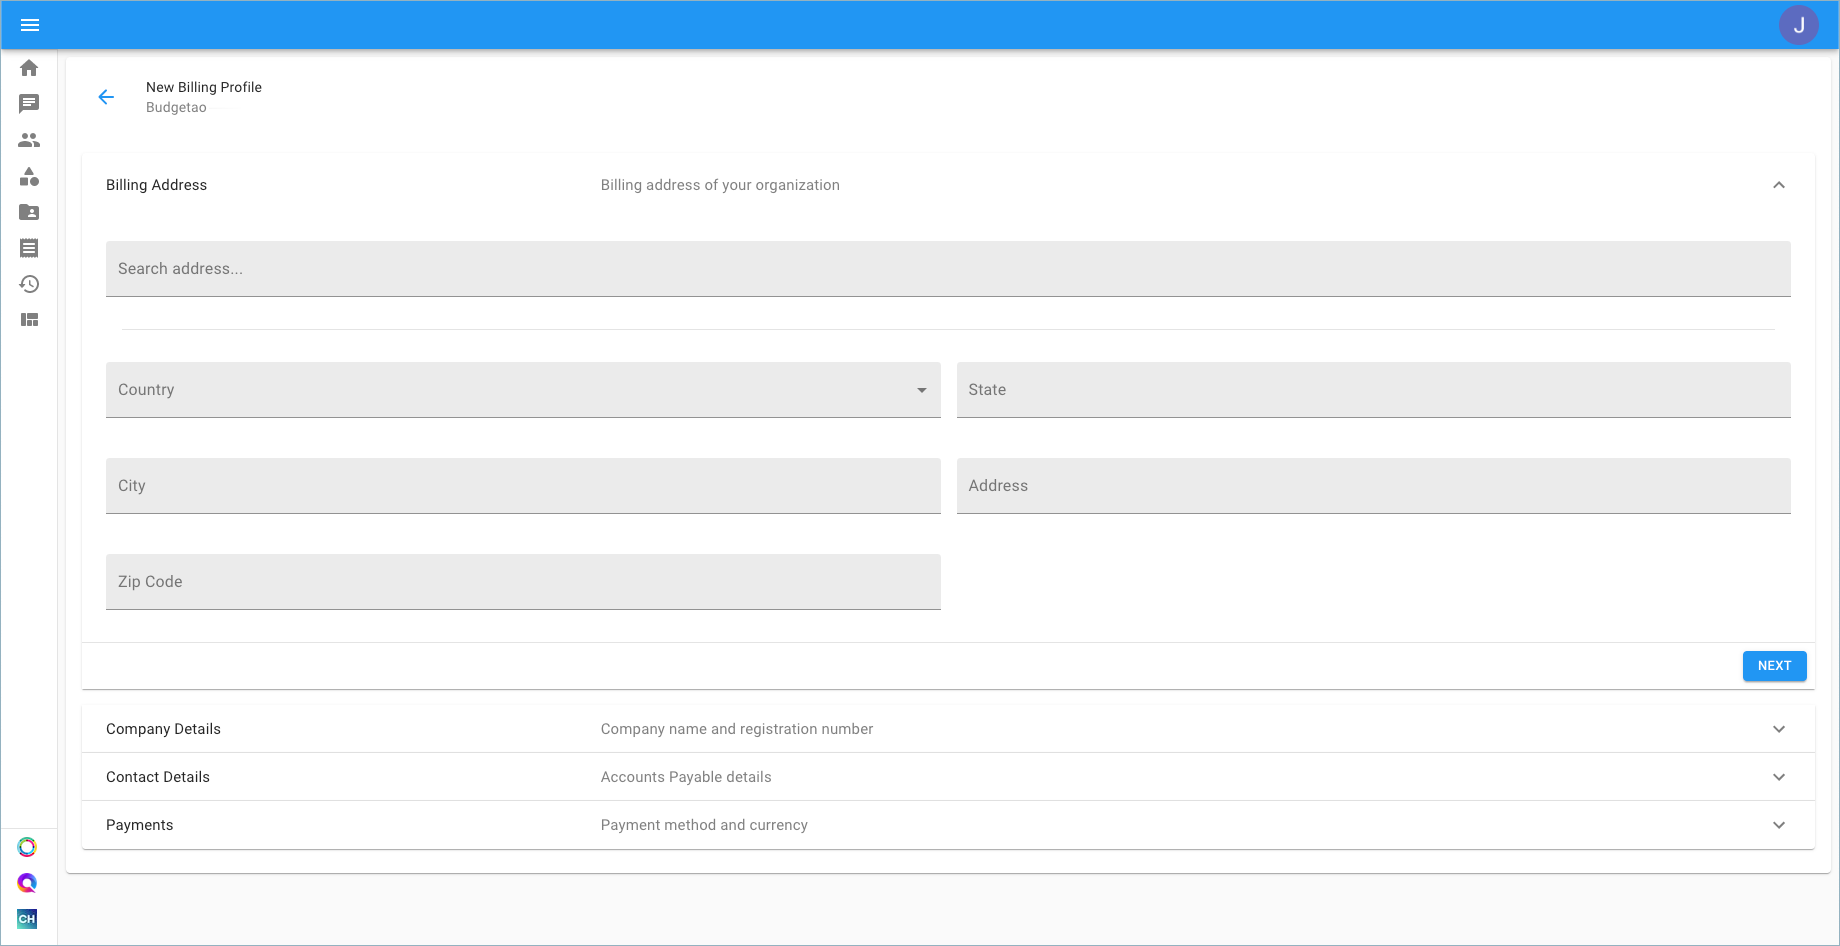 J
New Billing Profile
Budgetao
Billing Address
Billing address of your organization
Search address...
Country
State
City
Address
Zip Code
NEXT
Company Details
Company name and registration number
Contact Details
Accounts Payable details
Payments
Payment method and currency
CH